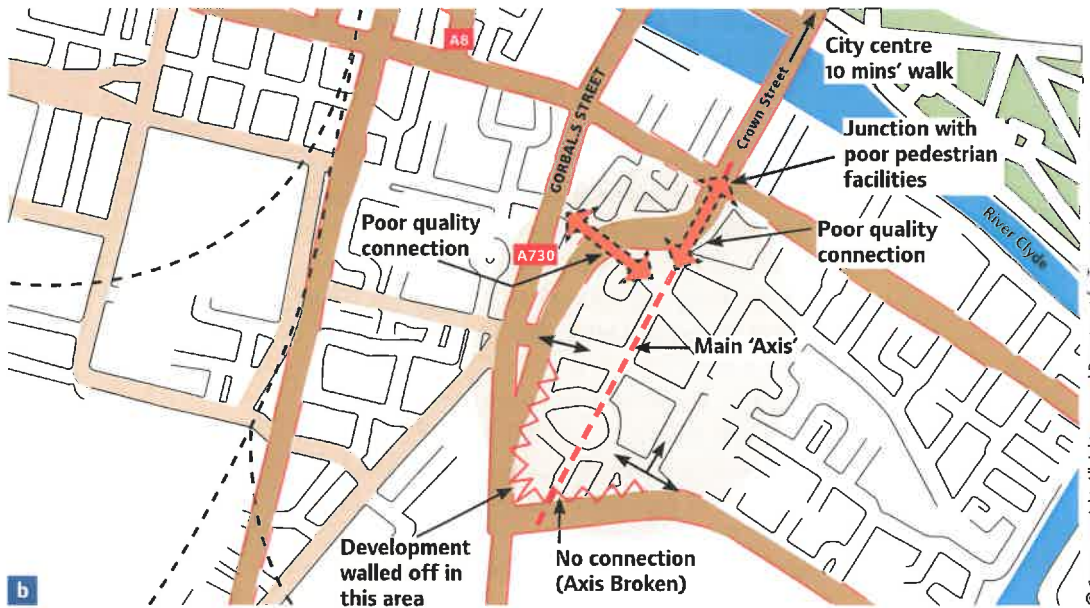 A8
GORBALS STREET
Crown Street
City centre
10 mins' walk
Junction with
poor pedestrian
facilities
River Clyde
Poor quality
connection
A730
Poor quality
connection
Main 'Axis'
Development
walled off in
this area
No connection
(Axis Broken)
b